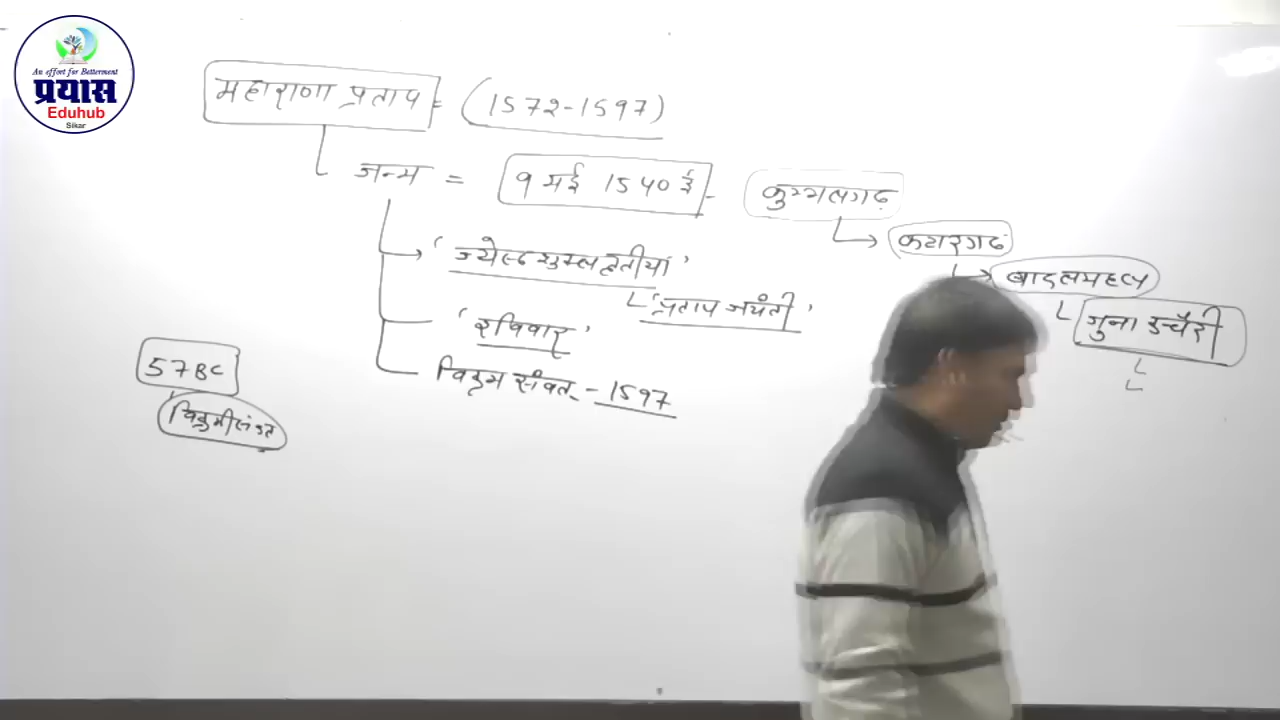 An effort for Betterment
प्रयास
Eduhub
Sikar
महाराणा प्रताप = (1572-1597)
जन्म = 9 मई 1540 ई - कुम्भलगढ़
कटारगढ़
'ज्येष्ठ शुक्ल तृतीया'
बादलमहल
'प्रताप जयंती'
जुना कचैरी
'रविवार'
विक्रम संवत - 1597
57 BC
विक्रमी संवत